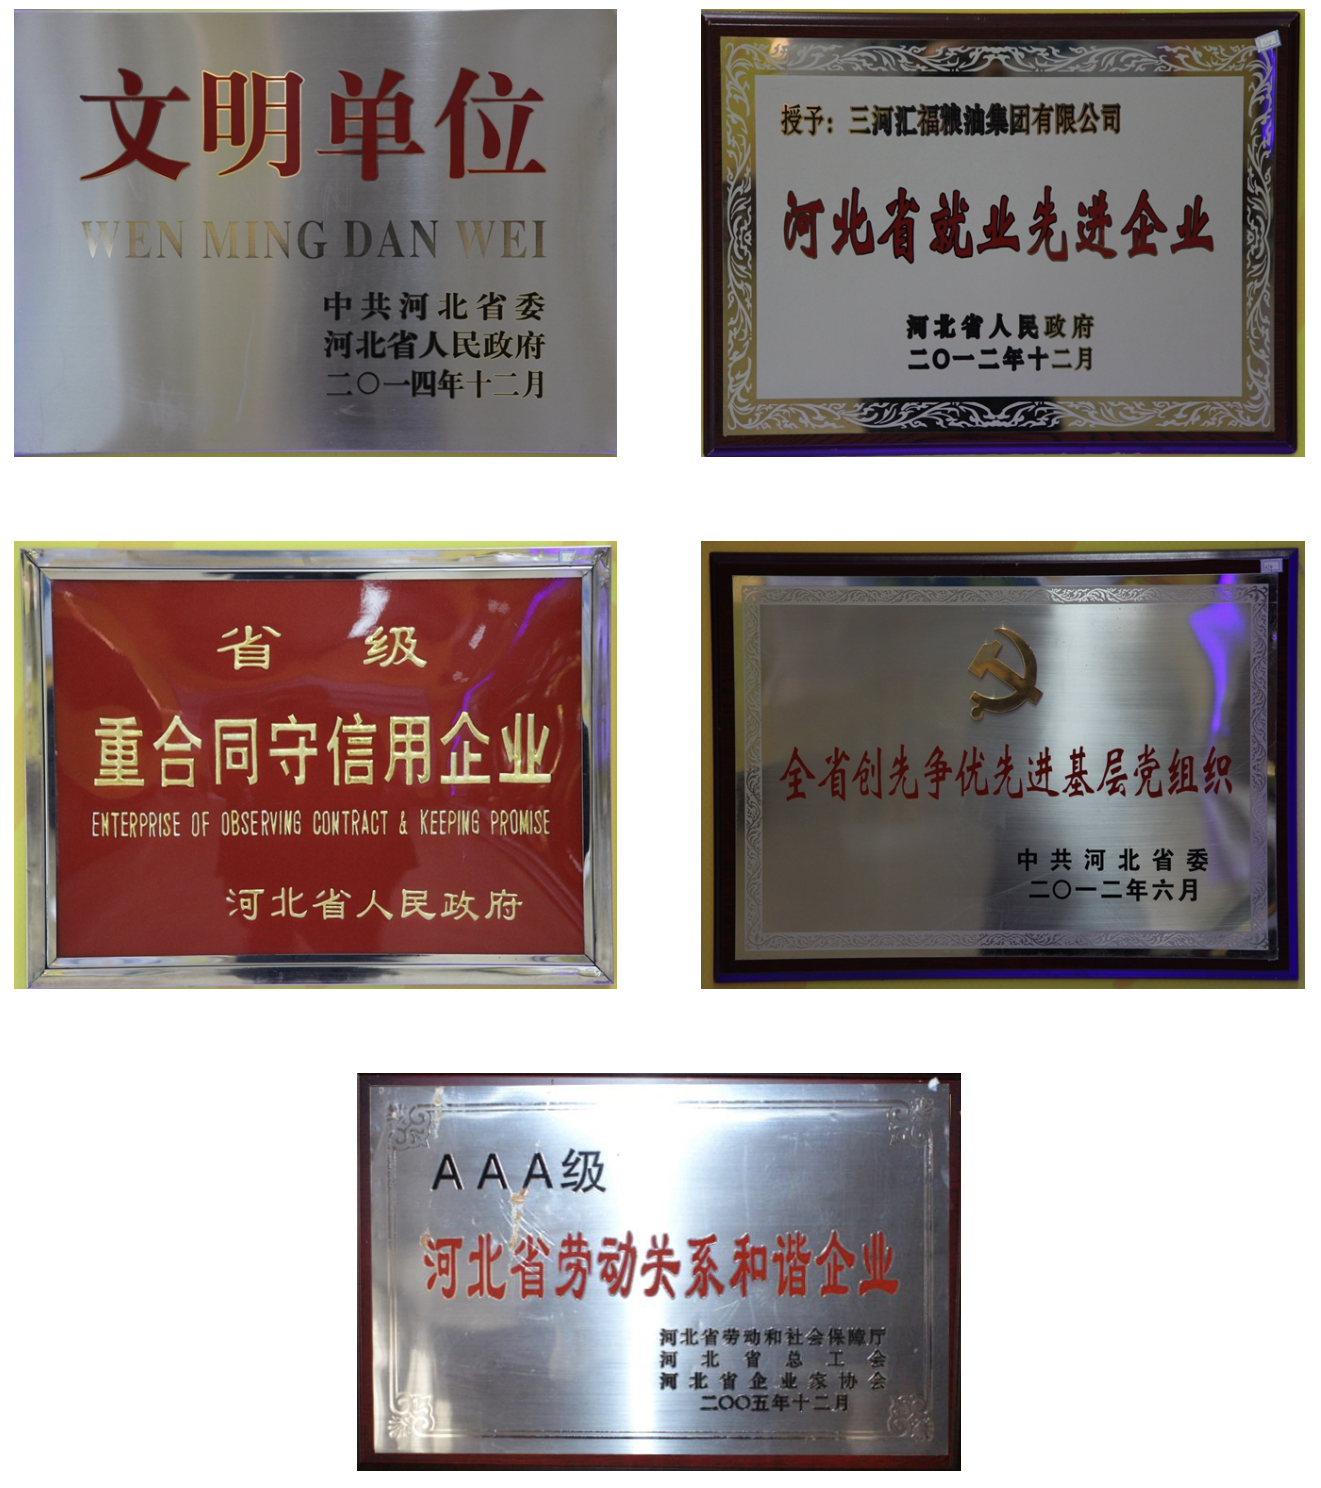 文明单位
WEN MING DAN WEI
中共河北省委
河北省人民政府
二〇一四年十二月
授予：三河汇福粮油集团有限公司
河北省就业先进企业
河北省人民政府
二〇一二年十二月
省级
重合同守信用企业
ENTERPRISE OF OBSERVING CONTRACT & KEEPING PROMISE
河北省人民政府
全省创先争优先进基层党组织
中共河北省委
二〇一二年六月
AAA级
河北省劳动关系和谐企业
河北省劳动和社会保障厅
河北省总工会
河北省企业家协会
二〇〇五年十二月